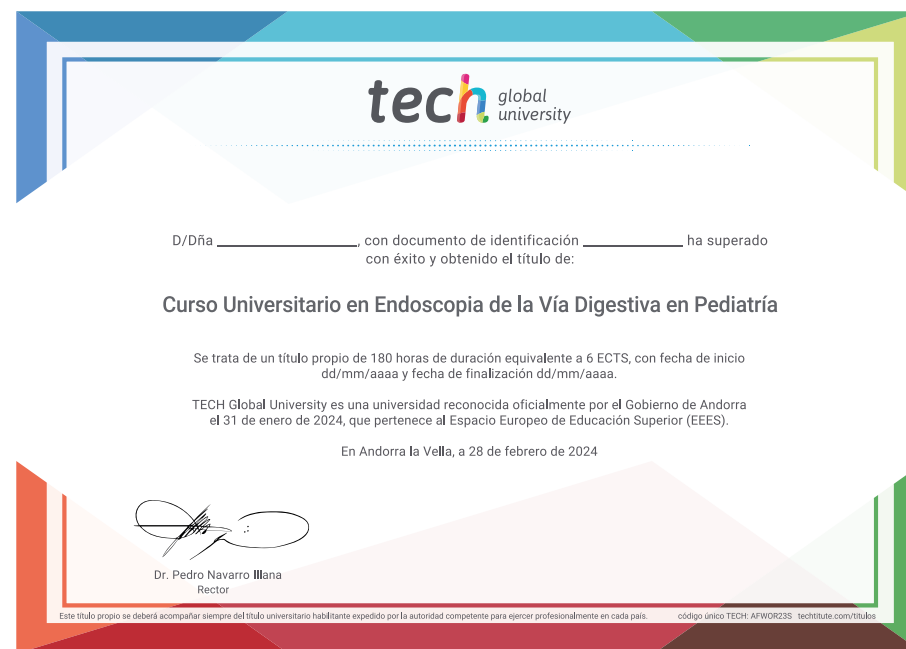 tech global university
D/Dña ____________________, con documento de identificación ______________ ha superado
con éxito y obtenido el título de:
Curso Universitario en Endoscopia de la Vía Digestiva en Pediatría
Se trata de un título propio de 180 horas de duración equivalente a 6 ECTS, con fecha de inicio
dd/mm/aaaa y fecha de finalización dd/mm/aaaa.
TECH Global University es una universidad reconocida oficialmente por el Gobierno de Andorra
el 31 de enero de 2024, que pertenece al Espacio Europeo de Educación Superior (EEES).
En Andorra la Vella, a 28 de febrero de 2024
Dr. Pedro Navarro Illana
Rector
Este título propio se deberá acompañar siempre del título universitario habilitante expedido por la autoridad competente para ejercer profesionalmente en cada país. código único TECH: AFWOR23S techtitute.com/titulos